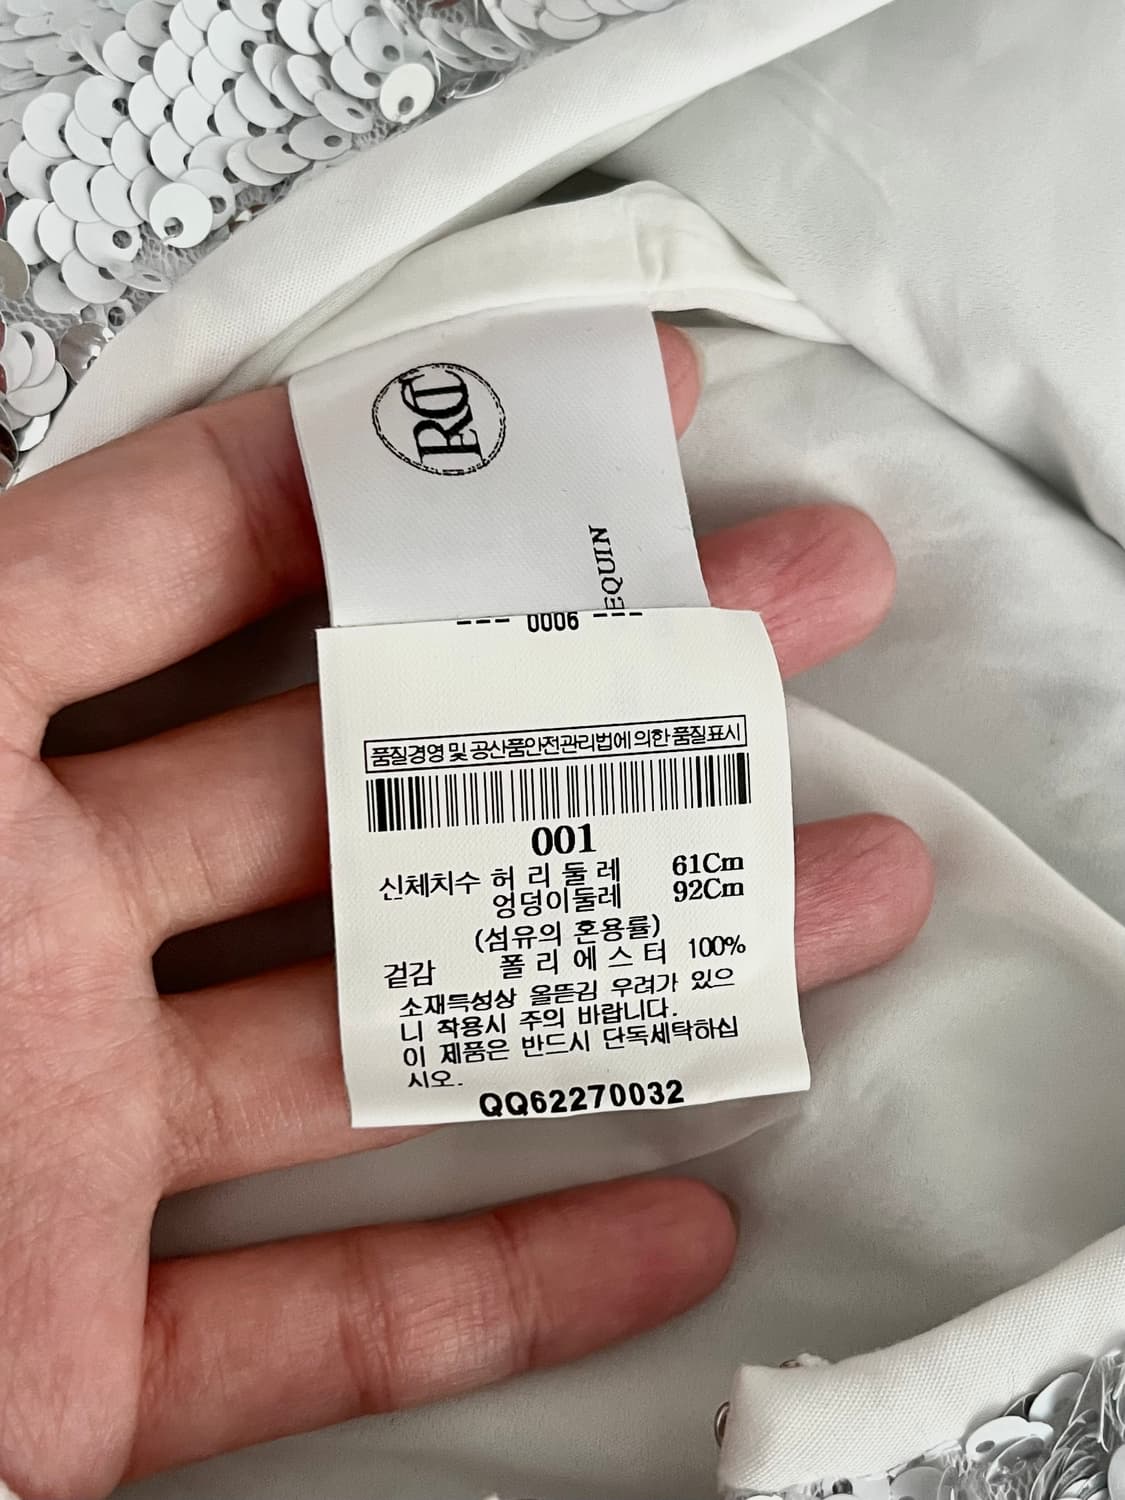 RC
EQUIN
--- 0006 ---
품질경영 및 공산품안전관리법에 의한 품질표시
001
신체치수 허 리 둘 레 61Cm
엉덩이둘레 92Cm
(섬유의 혼용률)
겉감 폴 리 에 스 터 100%
소재특성상 올뜯김 우려가 있으
니 착용시 주의 바랍니다.
이 제품은 반드시 단독세탁하십
시오.
QQ62270032